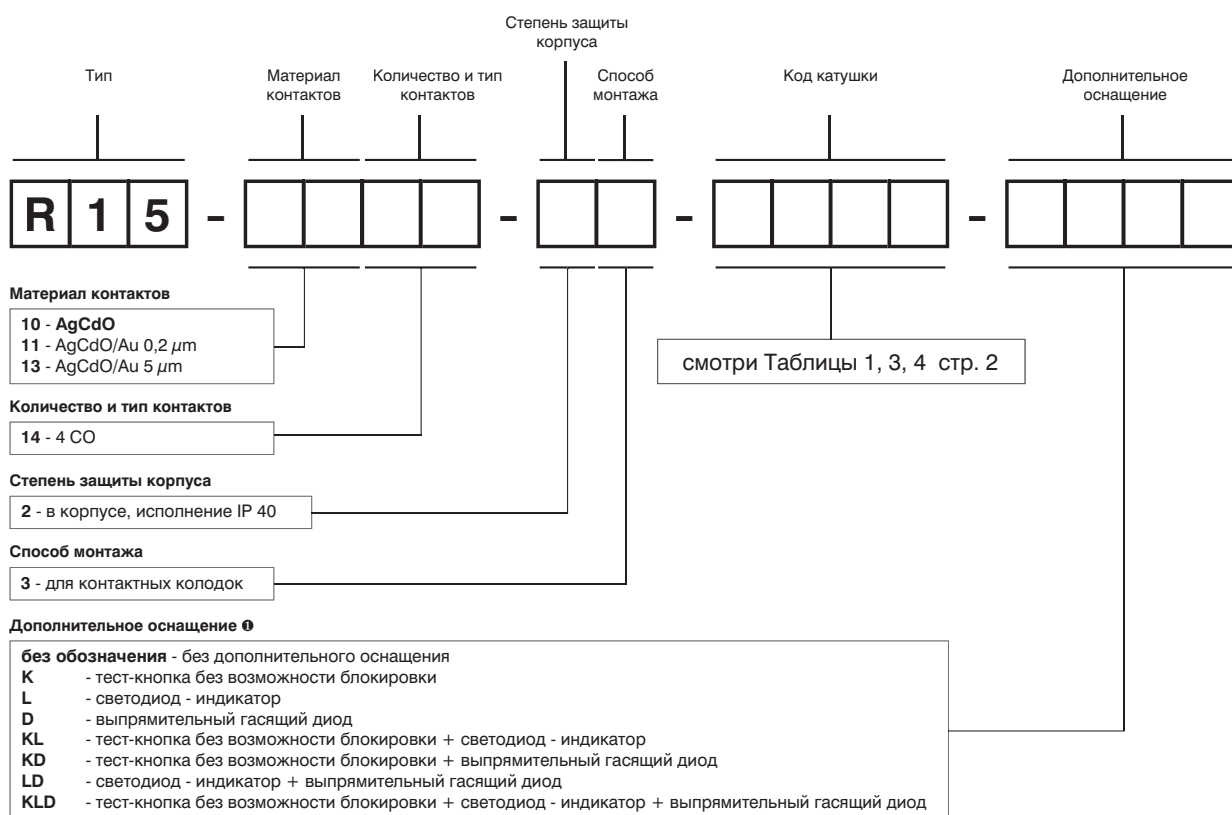 Степень защиты
корпуса
Тип
Материал
контактов
Количество и тип
контактов
Способ
монтажа
Код катушки
Дополнительное
оснащение
R 1 5 - - - -
Материал контактов
10 - AgCdO
11 - AgCdO/Au 0,2 µm
13 - AgCdO/Au 5 µm
смотри Таблицы 1, 3, 4 стр. 2
Количество и тип контактов
14 - 4 CO
Степень защиты корпуса
2 - в корпусе, исполнение IP 40
Способ монтажа
3 - для контактных колодок
Дополнительное оснащение ❶
без обозначения - без дополнительного оснащения
K - тест-кнопка без возможности блокировки
L - светодиод - индикатор
D - выпрямительный гасящий диод
KL - тест-кнопка без возможности блокировки + светодиод - индикатор
KD - тест-кнопка без возможности блокировки + выпрямительный гасящий диод
LD - светодиод - индикатор + выпрямительный гасящий диод
KLD - тест-кнопка без возможности блокировки + светодиод - индикатор + выпрямительный гасящий диод